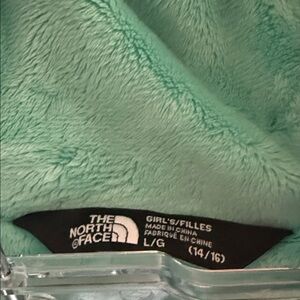 THE
NORTH
FACE
GIRL'S/FILLES
MADE IN CHINA
FABRIQUÉ EN CHINE
L/G (14/16)